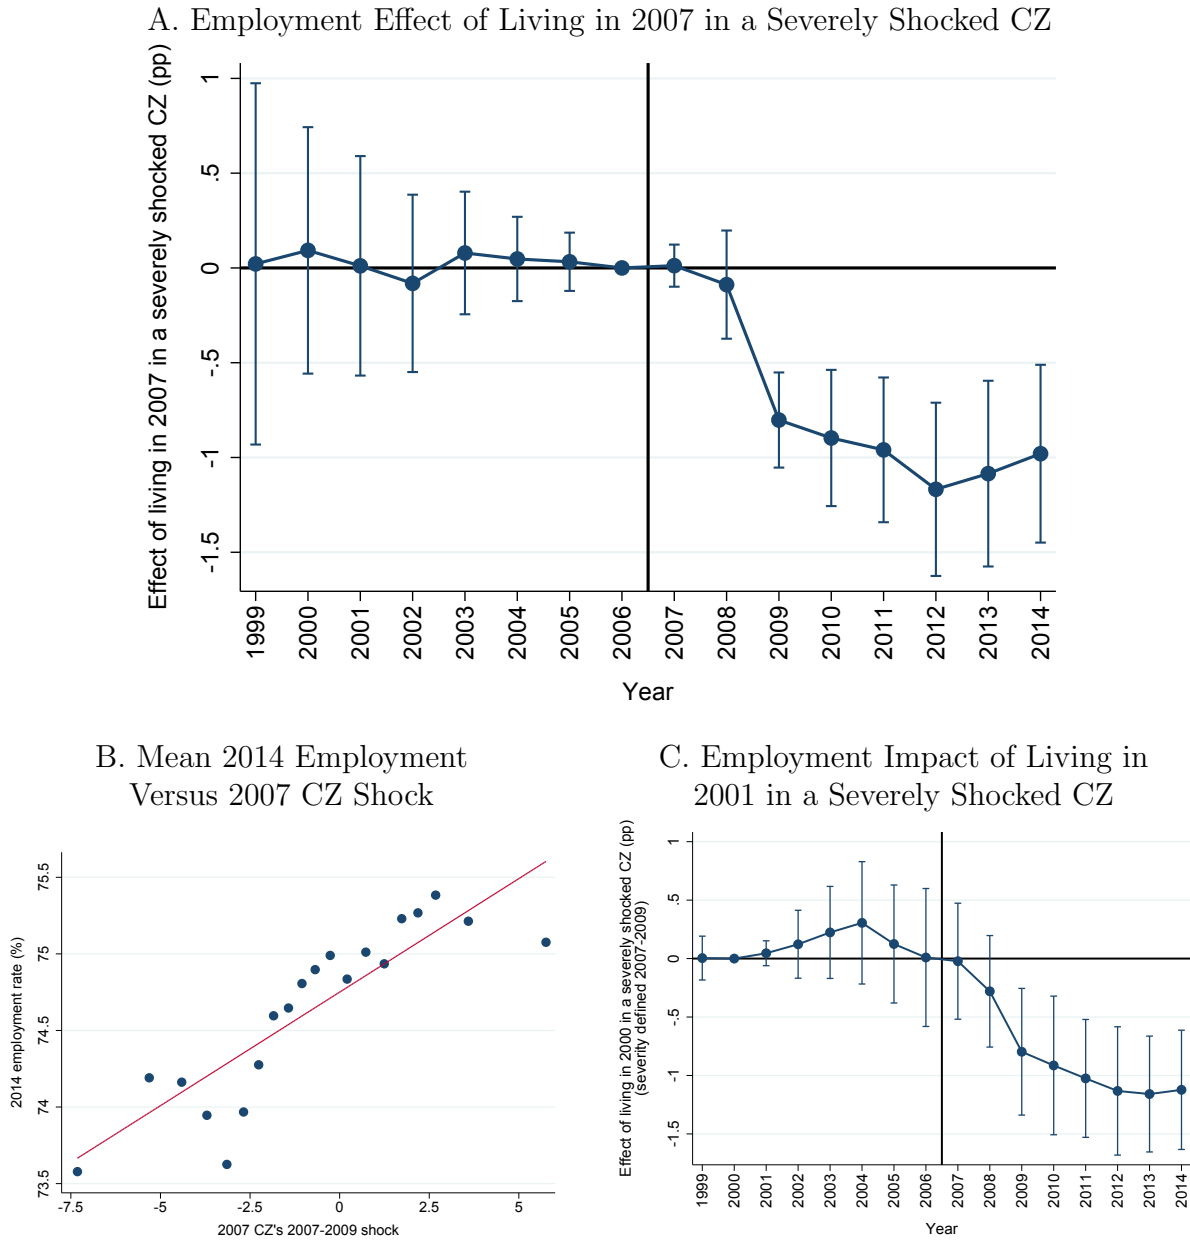 A. Employment Effect of Living in 2007 in a Severely Shocked CZ
Effect of living in 2007 in a severely shocked CZ (pp)
1
.5
0
-.5
-1
-1.5
1999 2000 2001 2002 2003 2004 2005 2006 2007 2008 2009 2010 2011 2012 2013 2014
Year
B. Mean 2014 Employment
Versus 2007 CZ Shock
2014 employment rate (%)
75.5
75
74.5
74
73.5
-7.5 -5 -2.5 0 2.5 5
2007 CZ's 2007-2009 shock
C. Employment Impact of Living in
2001 in a Severely Shocked CZ
Effect of living in 2000 in a severely shocked CZ (pp)
(severity defined 2007-2009)
1
.5
0
-.5
-1
-1.5
1999 2000 2001 2002 2003 2004 2005 2006 2007 2008 2009 2010 2011 2012 2013 2014
Year